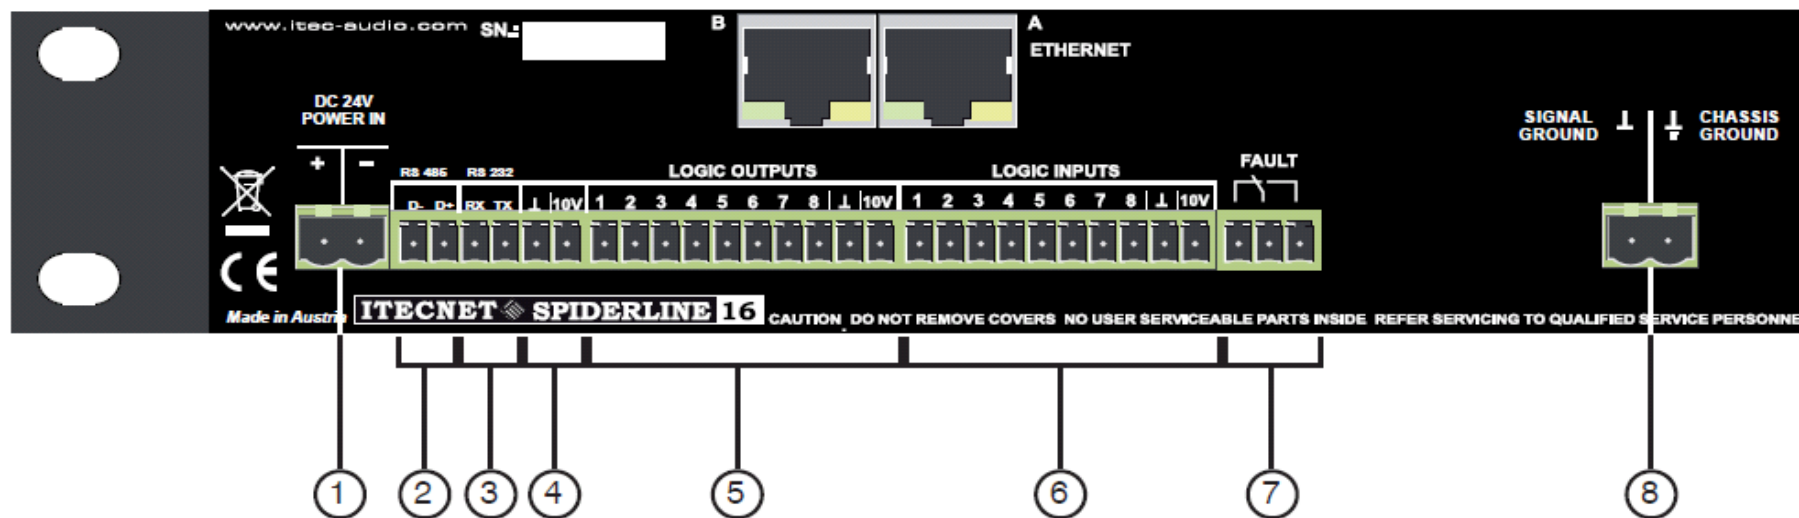 www.itec-audio.com
SN.:
B
A
ETHERNET
DC 24V
POWER IN
+ −
SIGNAL
GROUND
CHASSIS
GROUND
RS 485 RS 232 LOGIC OUTPUTS LOGIC INPUTS FAULT
D- D+ RX TX ⊥ 10V 1 2 3 4 5 6 7 8 ⊥ 10V 1 2 3 4 5 6 7 8 ⊥ 10V
CE
Made in Austria
ITECNET SPIDERLINE 16
CAUTION. DO NOT REMOVE COVERS NO USER SERVICEABLE PARTS INSIDE REFER SERVICING TO QUALIFIED SERVICE PERSONNE
1 2 3 4 5 6 7 8